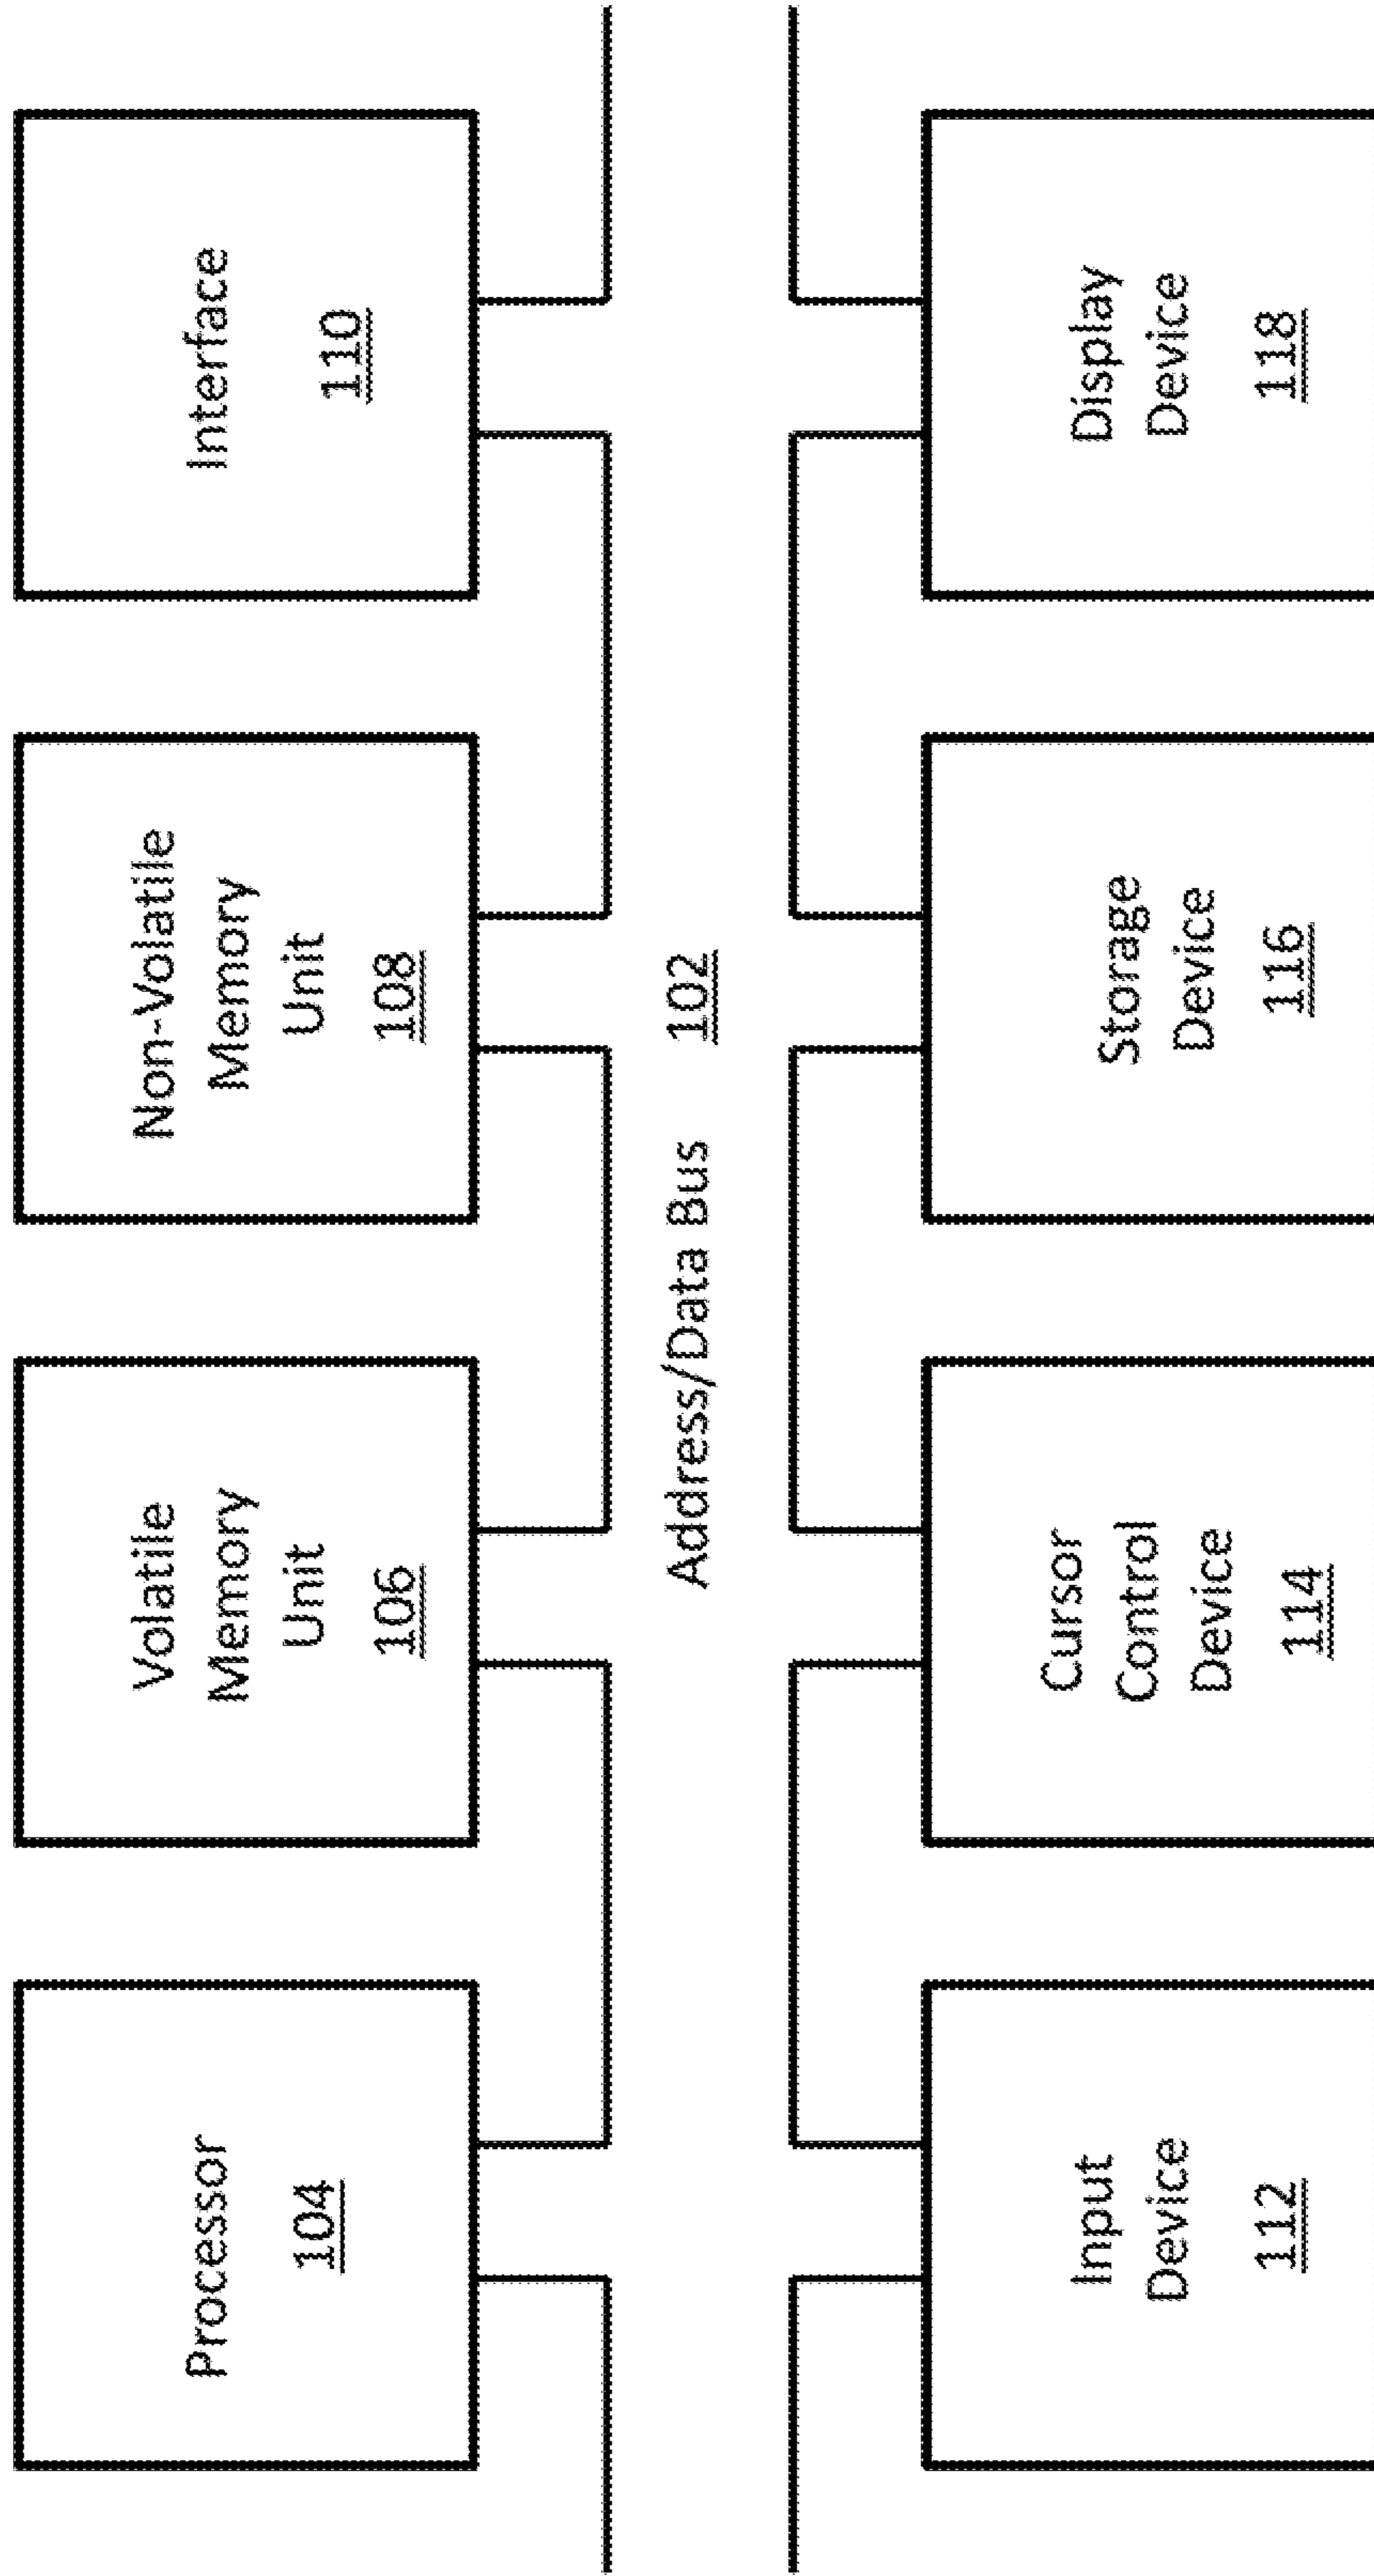 Processor
104
Volatile
Memory
Unit
106
Non-Volatile
Memory
Unit
108
Interface
110
Address/Data Bus 102
Input
Device
112
Cursor
Control
Device
114
Storage
Device
116
Display
Device
118